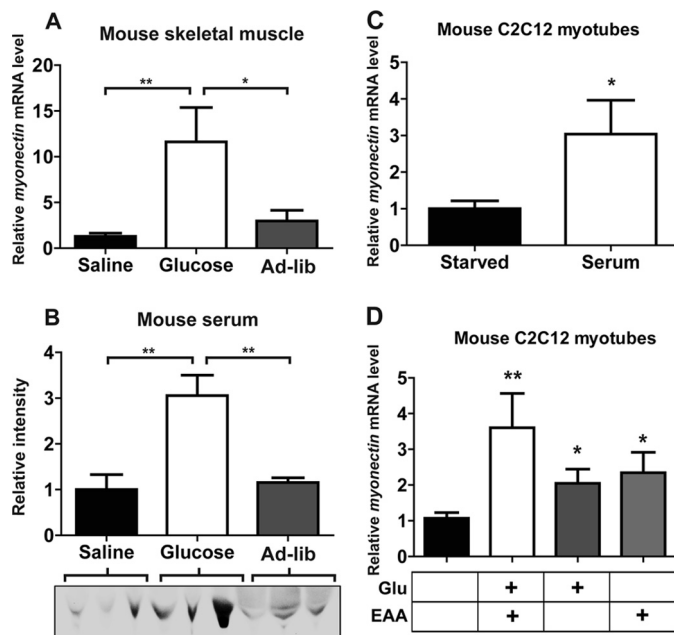 A
Mouse skeletal muscle
Relative myonectin mRNA level
20
15
10
5
0
** *
Saline Glucose Ad-lib
B
Mouse serum
Relative intensity
4
3
2
1
0
** **
Saline Glucose Ad-lib
C
Mouse C2C12 myotubes
Relative myonectin mRNA level
5
4
3
2
1
0
*
Starved Serum
D
Mouse C2C12 myotubes
Relative myonectin mRNA level
5
4
3
2
1
0
** * *
Glu + +
EAA + +